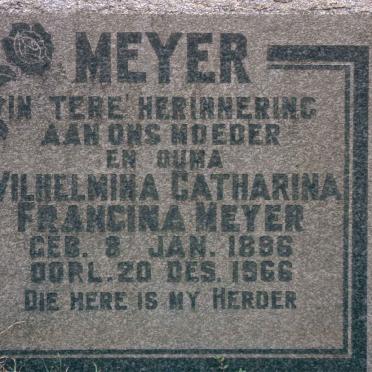 MEYER
IN TERE HERINNERING
AAN ONS MOEDER
EN OUMA
WILHELMINA CATHARINA
FRANCINA MEYER
GEB. 8 JAN. 1896
OORL. 20 DES. 1966
DIE HERE IS MY HERDER